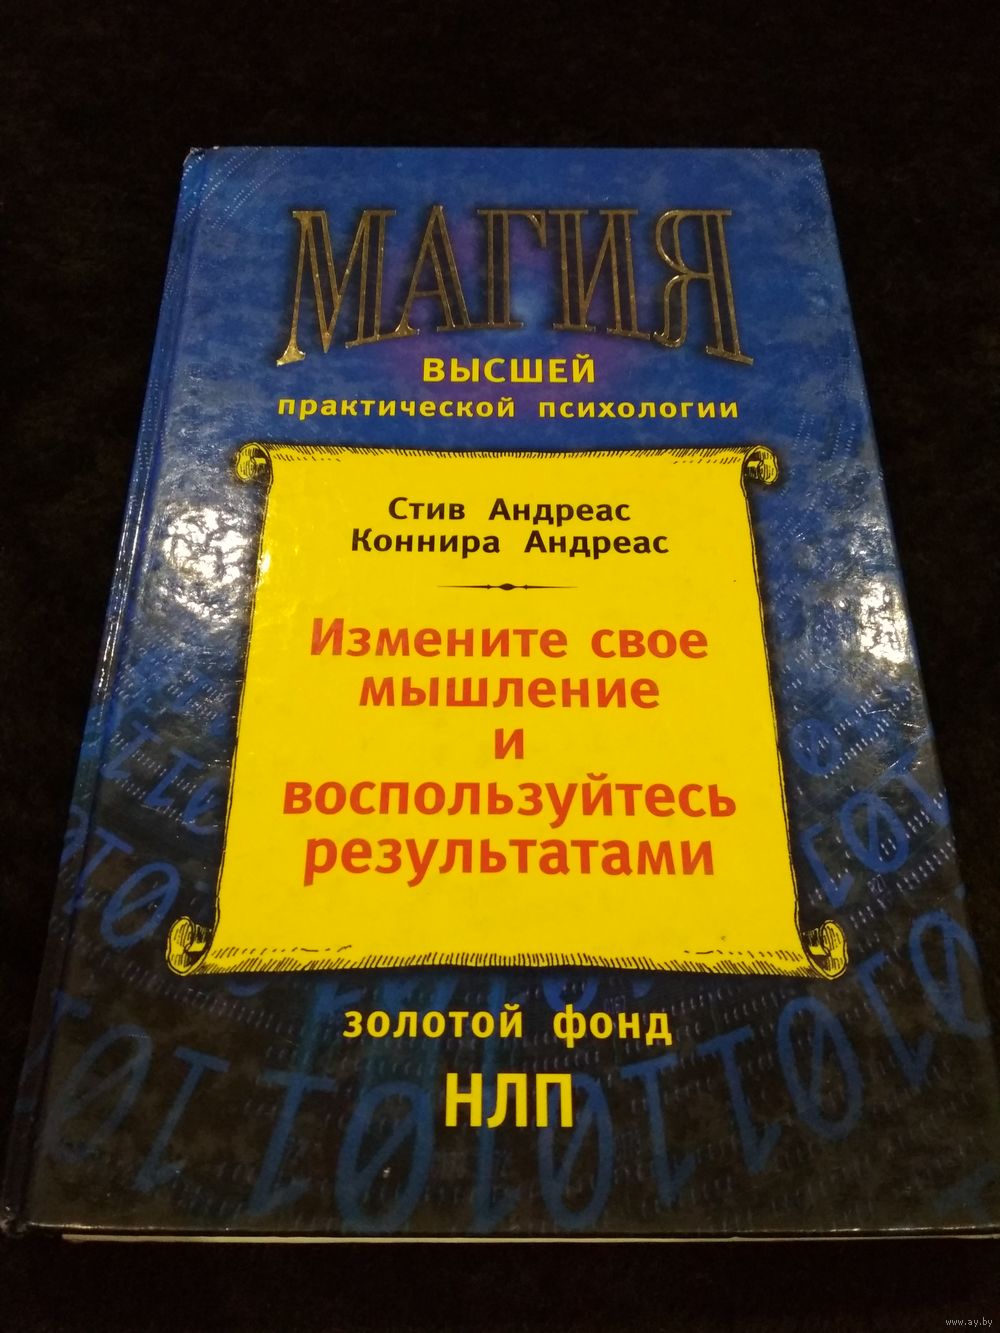 МАГИЯ
ВЫСШЕЙ
практической психологии
Стив Андреас
Коннира Андреас
Измените свое
мышление
и
воспользуйтесь
результатами
золотой фонд
НЛП
www.ay.by